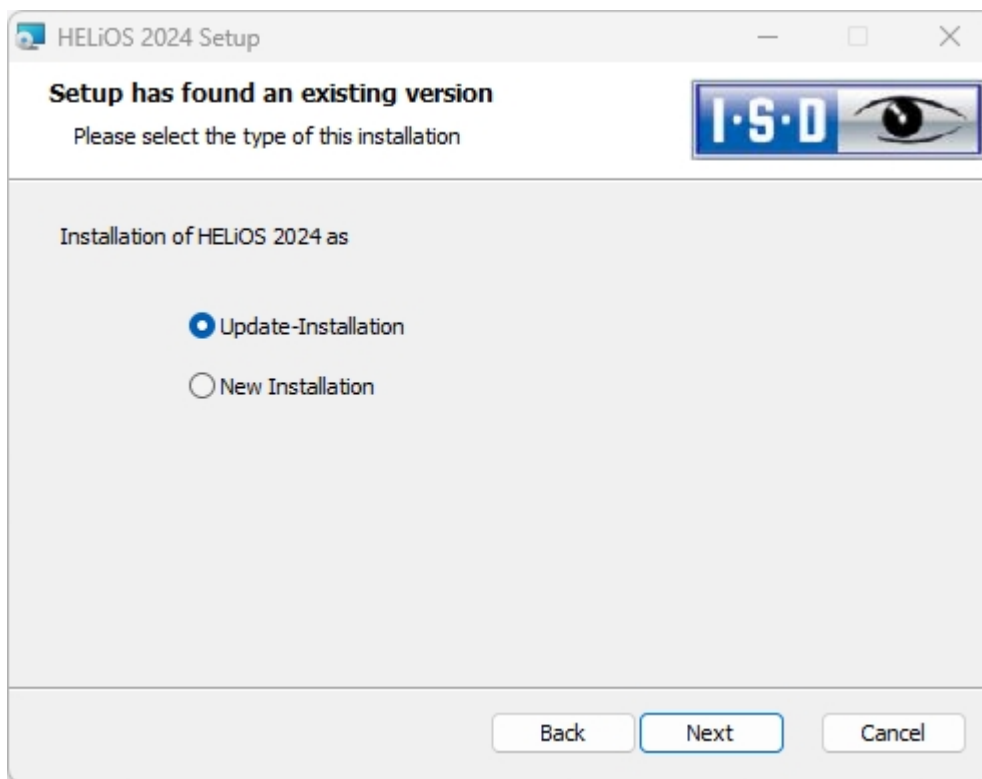 HELiOS 2024 Setup
Setup has found an existing version
Please select the type of this installation
I·S·D
Installation of HELiOS 2024 as
Update-Installation
New Installation
Back Next Cancel